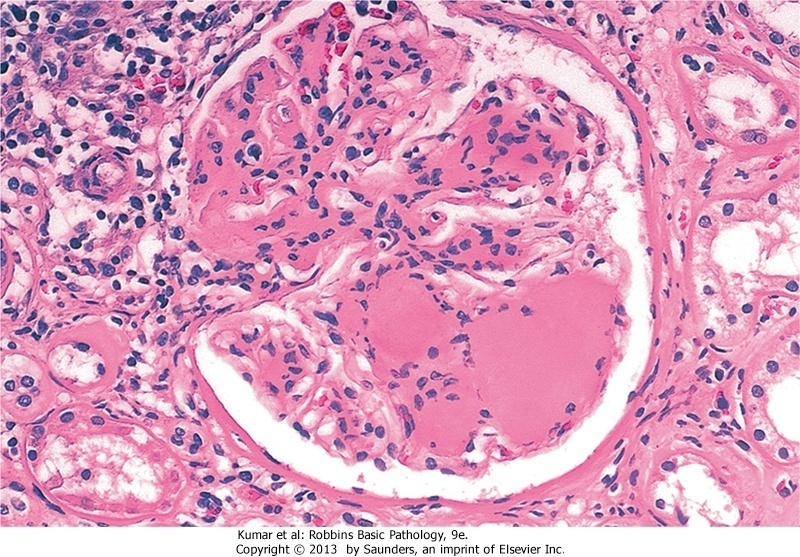 Kumar et al: Robbins Basic Pathology, 9e.
Copyright © 2013 by Saunders, an imprint of Elsevier Inc.